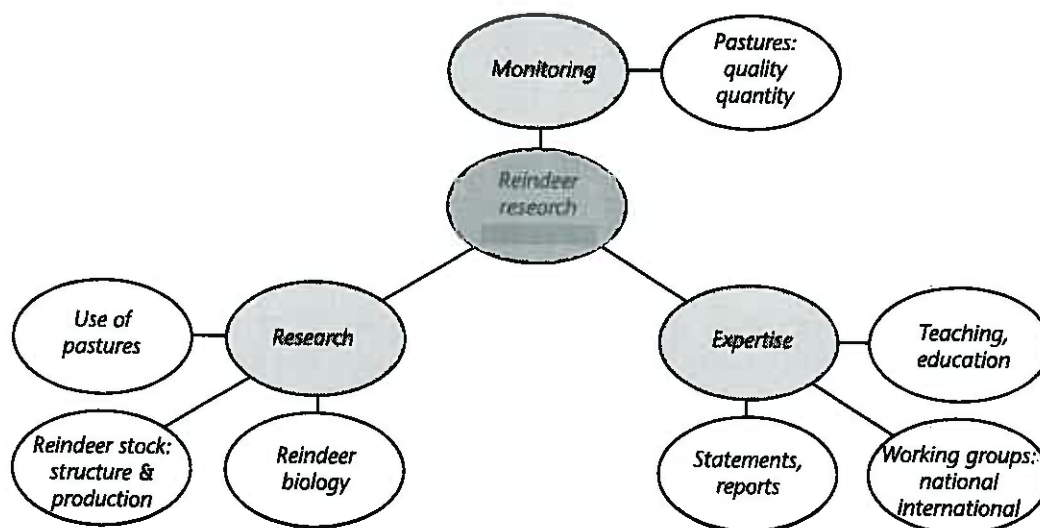 Monitoring
Pastures:
quality
quantity
Reindeer
research
Use of
pastures
Research
Expertise
Teaching,
education
Reindeer stock:
structure &
production
Reindeer
biology
Statements,
reports
Working groups:
national
international